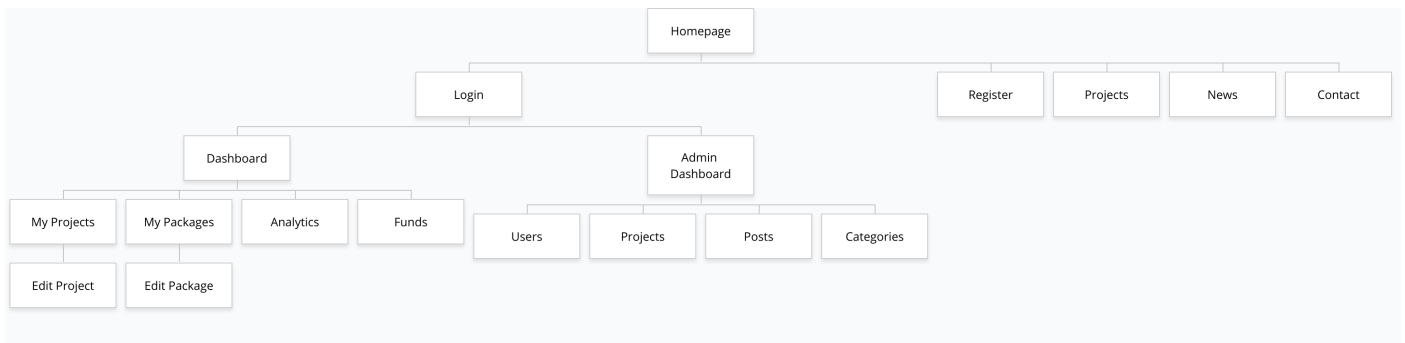 Homepage
Login
Register
Projects
News
Contact
Dashboard
Admin
Dashboard
My Projects
My Packages
Analytics
Funds
Users
Projects
Posts
Categories
Edit Project
Edit Package